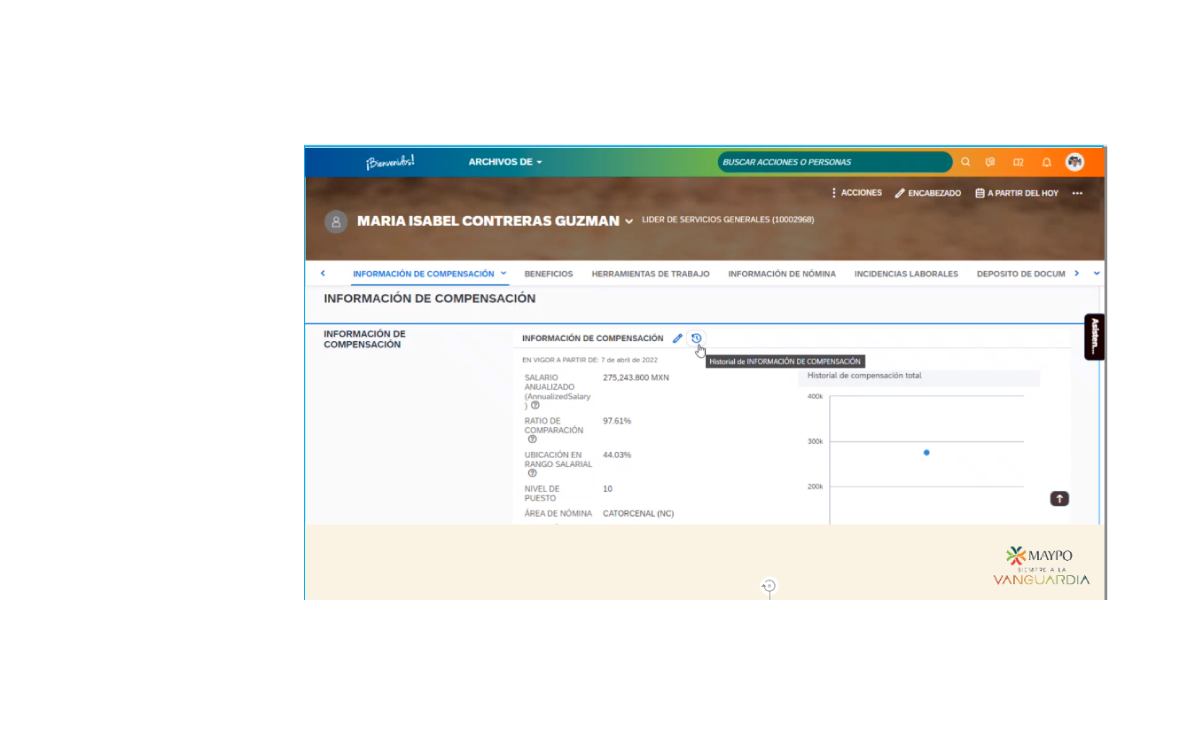 ¡Bienvenidos!
ARCHIVOS DE
BUSCAR ACCIONES O PERSONAS
ACCIONES
ENCABEZADO
A PARTIR DEL HOY
MARIA ISABEL CONTRERAS GUZMAN
LIDER DE SERVICIOS GENERALES (10002968)
INFORMACIÓN DE COMPENSACIÓN
BENEFICIOS
HERRAMIENTAS DE TRABAJO
INFORMACIÓN DE NÓMINA
INCIDENCIAS LABORALES
DEPOSITO DE DOCUM
INFORMACIÓN DE COMPENSACIÓN
Asisten...
INFORMACIÓN DE
COMPENSACIÓN
INFORMACIÓN DE COMPENSACIÓN
Historial de INFORMACIÓN DE COMPENSACIÓN
EN VIGOR A PARTIR DE: 7 de abril de 2022
SALARIO
ANUALIZADO
(AnnualizedSalary
)
275,243.800 MXN
RATIO DE
COMPARACIÓN
97.61%
UBICACIÓN EN
RANGO SALARIAL
44.03%
NIVEL DE
PUESTO
10
ÁREA DE NÓMINA
CATORCENAL (NC)
Historial de compensación total
400k
300k
200k
MAYPO
SIEMPRE A LA
VANGUARDIA